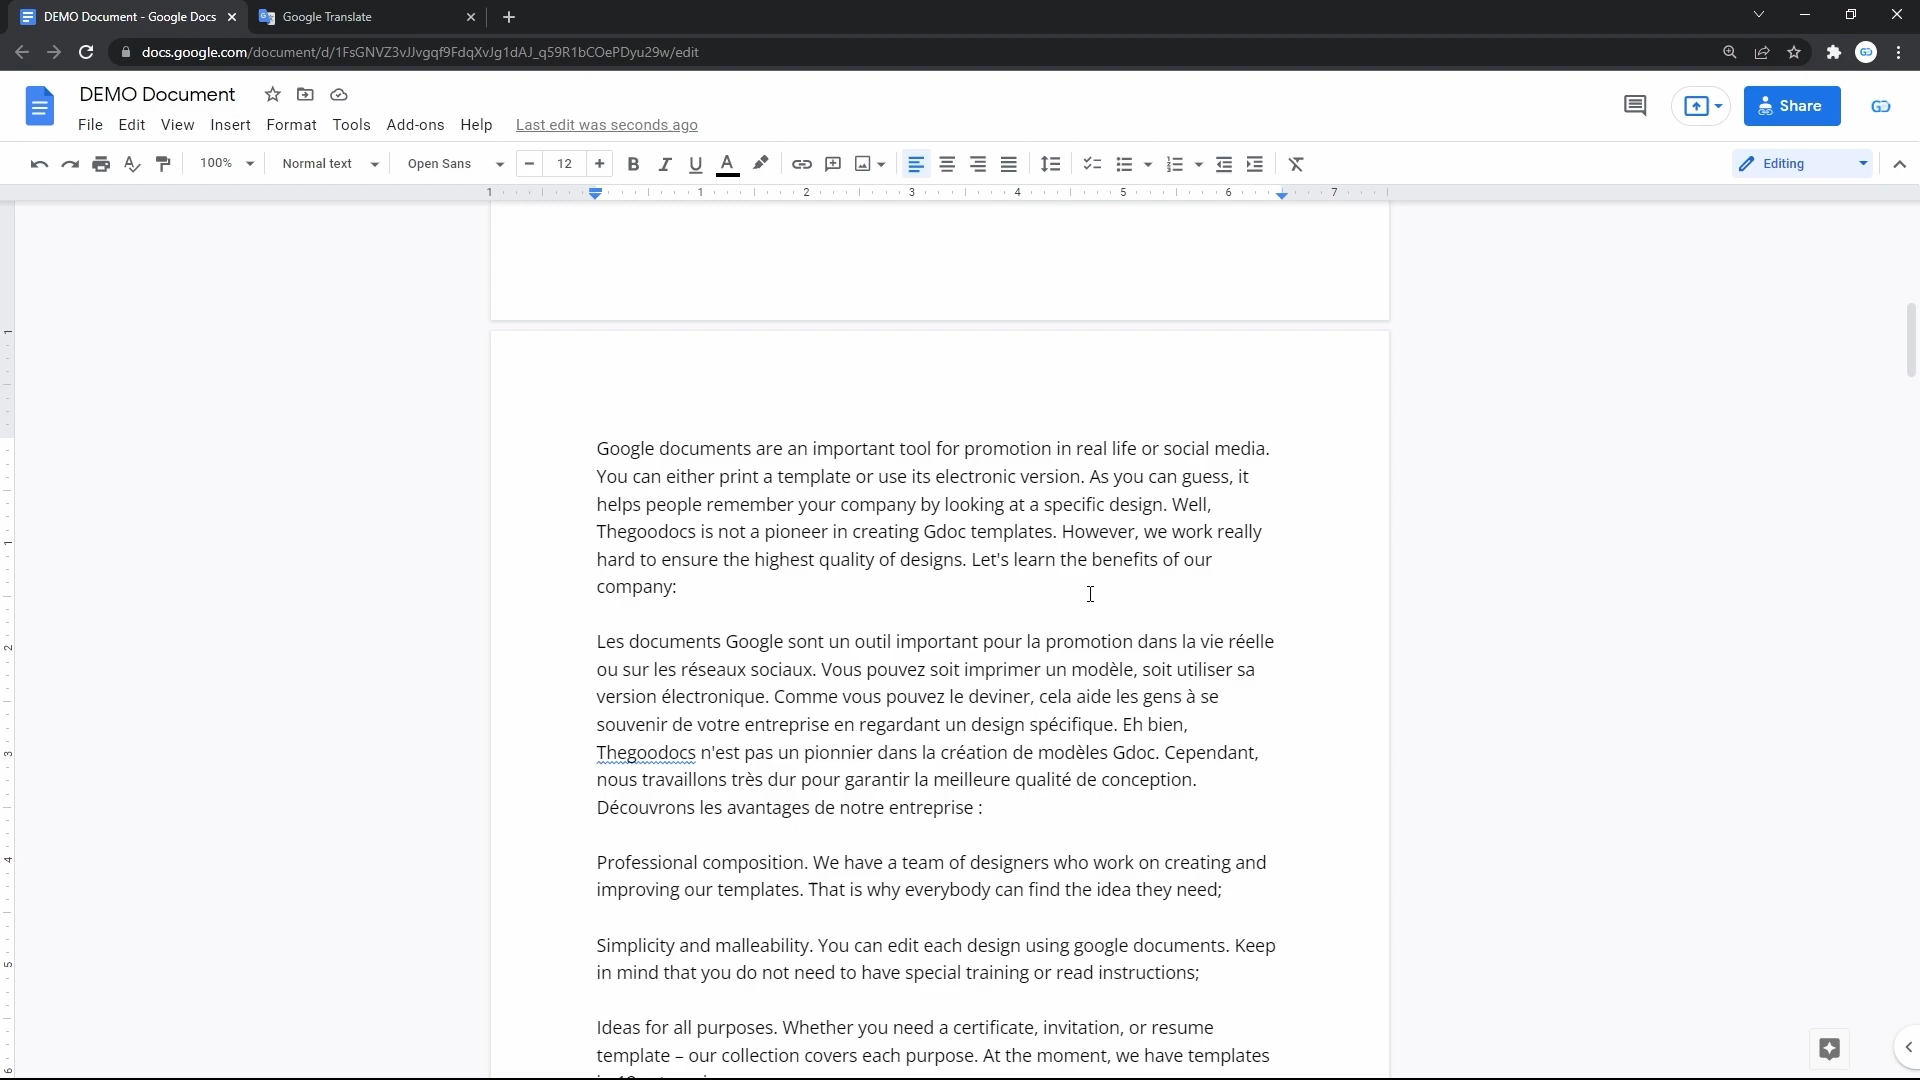 DEMO Document - Google Docs
Google Translate
docs.google.com/document/d/1FsGNVZ3vJJvgqf9FdqXvJg1dAJ_q59R1bCOePDyu29w/edit
DEMO Document
File Edit View Insert Format Tools Add-ons Help Last edit was seconds ago
Share
100% Normal text Open Sans 12 B I U A Editing
1 1 2 3 4 5 6 7
Google documents are an important tool for promotion in real life or social media.
You can either print a template or use its electronic version. As you can guess, it
helps people remember your company by looking at a specific design. Well,
Thegoodocs is not a pioneer in creating Gdoc templates. However, we work really
hard to ensure the highest quality of designs. Let's learn the benefits of our
company:
Les documents Google sont un outil important pour la promotion dans la vie réelle
ou sur les réseaux sociaux. Vous pouvez soit imprimer un modèle, soit utiliser sa
version électronique. Comme vous pouvez le deviner, cela aide les gens à se
souvenir de votre entreprise en regardant un design spécifique. Eh bien,
Thegoodocs n'est pas un pionnier dans la création de modèles Gdoc. Cependant,
nous travaillons très dur pour garantir la meilleure qualité de conception.
Découvrons les avantages de notre entreprise :
Professional composition. We have a team of designers who work on creating and
improving our templates. That is why everybody can find the idea they need;
Simplicity and malleability. You can edit each design using google documents. Keep
in mind that you do not need to have special training or read instructions;
Ideas for all purposes. Whether you need a certificate, invitation, or resume
template – our collection covers each purpose. At the moment, we have templates